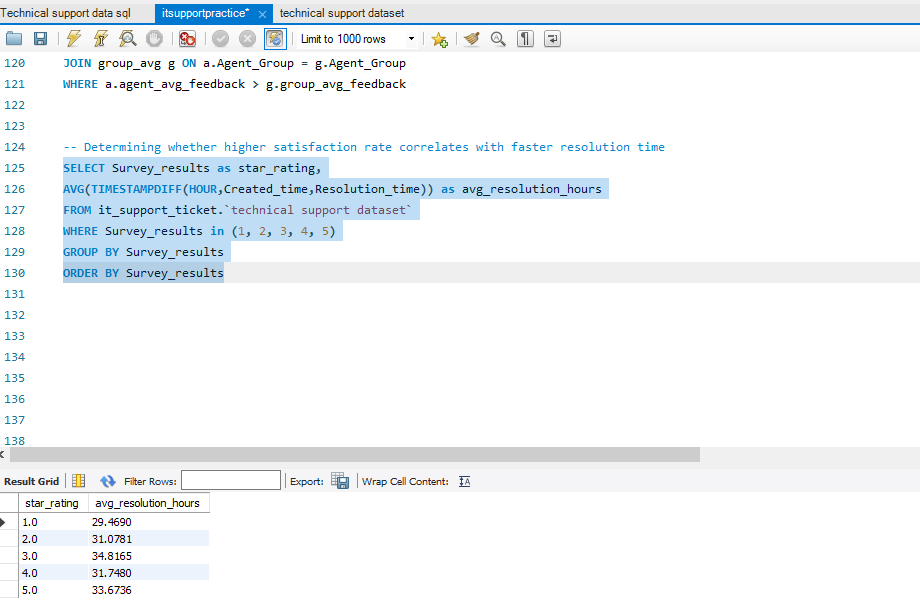 Technical support data sql itsupportpractice* technical support dataset
Limit to 1000 rows
120 JOIN group_avg g ON a.Agent_Group = g.Agent_Group
121 WHERE a.agent_avg_feedback > g.group_avg_feedback
122
123
124 -- Determining whether higher satisfaction rate correlates with faster resolution time
125 SELECT Survey_results as star_rating,
126 AVG(TIMESTAMPDIFF(HOUR,Created_time,Resolution_time)) as avg_resolution_hours
127 FROM it_support_ticket.`technical support dataset`
128 WHERE Survey_results in (1, 2, 3, 4, 5)
129 GROUP BY Survey_results
130 ORDER BY Survey_results
131
132
133
134
135
136
137
138
Result Grid Filter Rows: Export: Wrap Cell Content:
star_rating avg_resolution_hours
1.0 29.4690
2.0 31.0781
3.0 34.8165
4.0 31.7480
5.0 33.6736